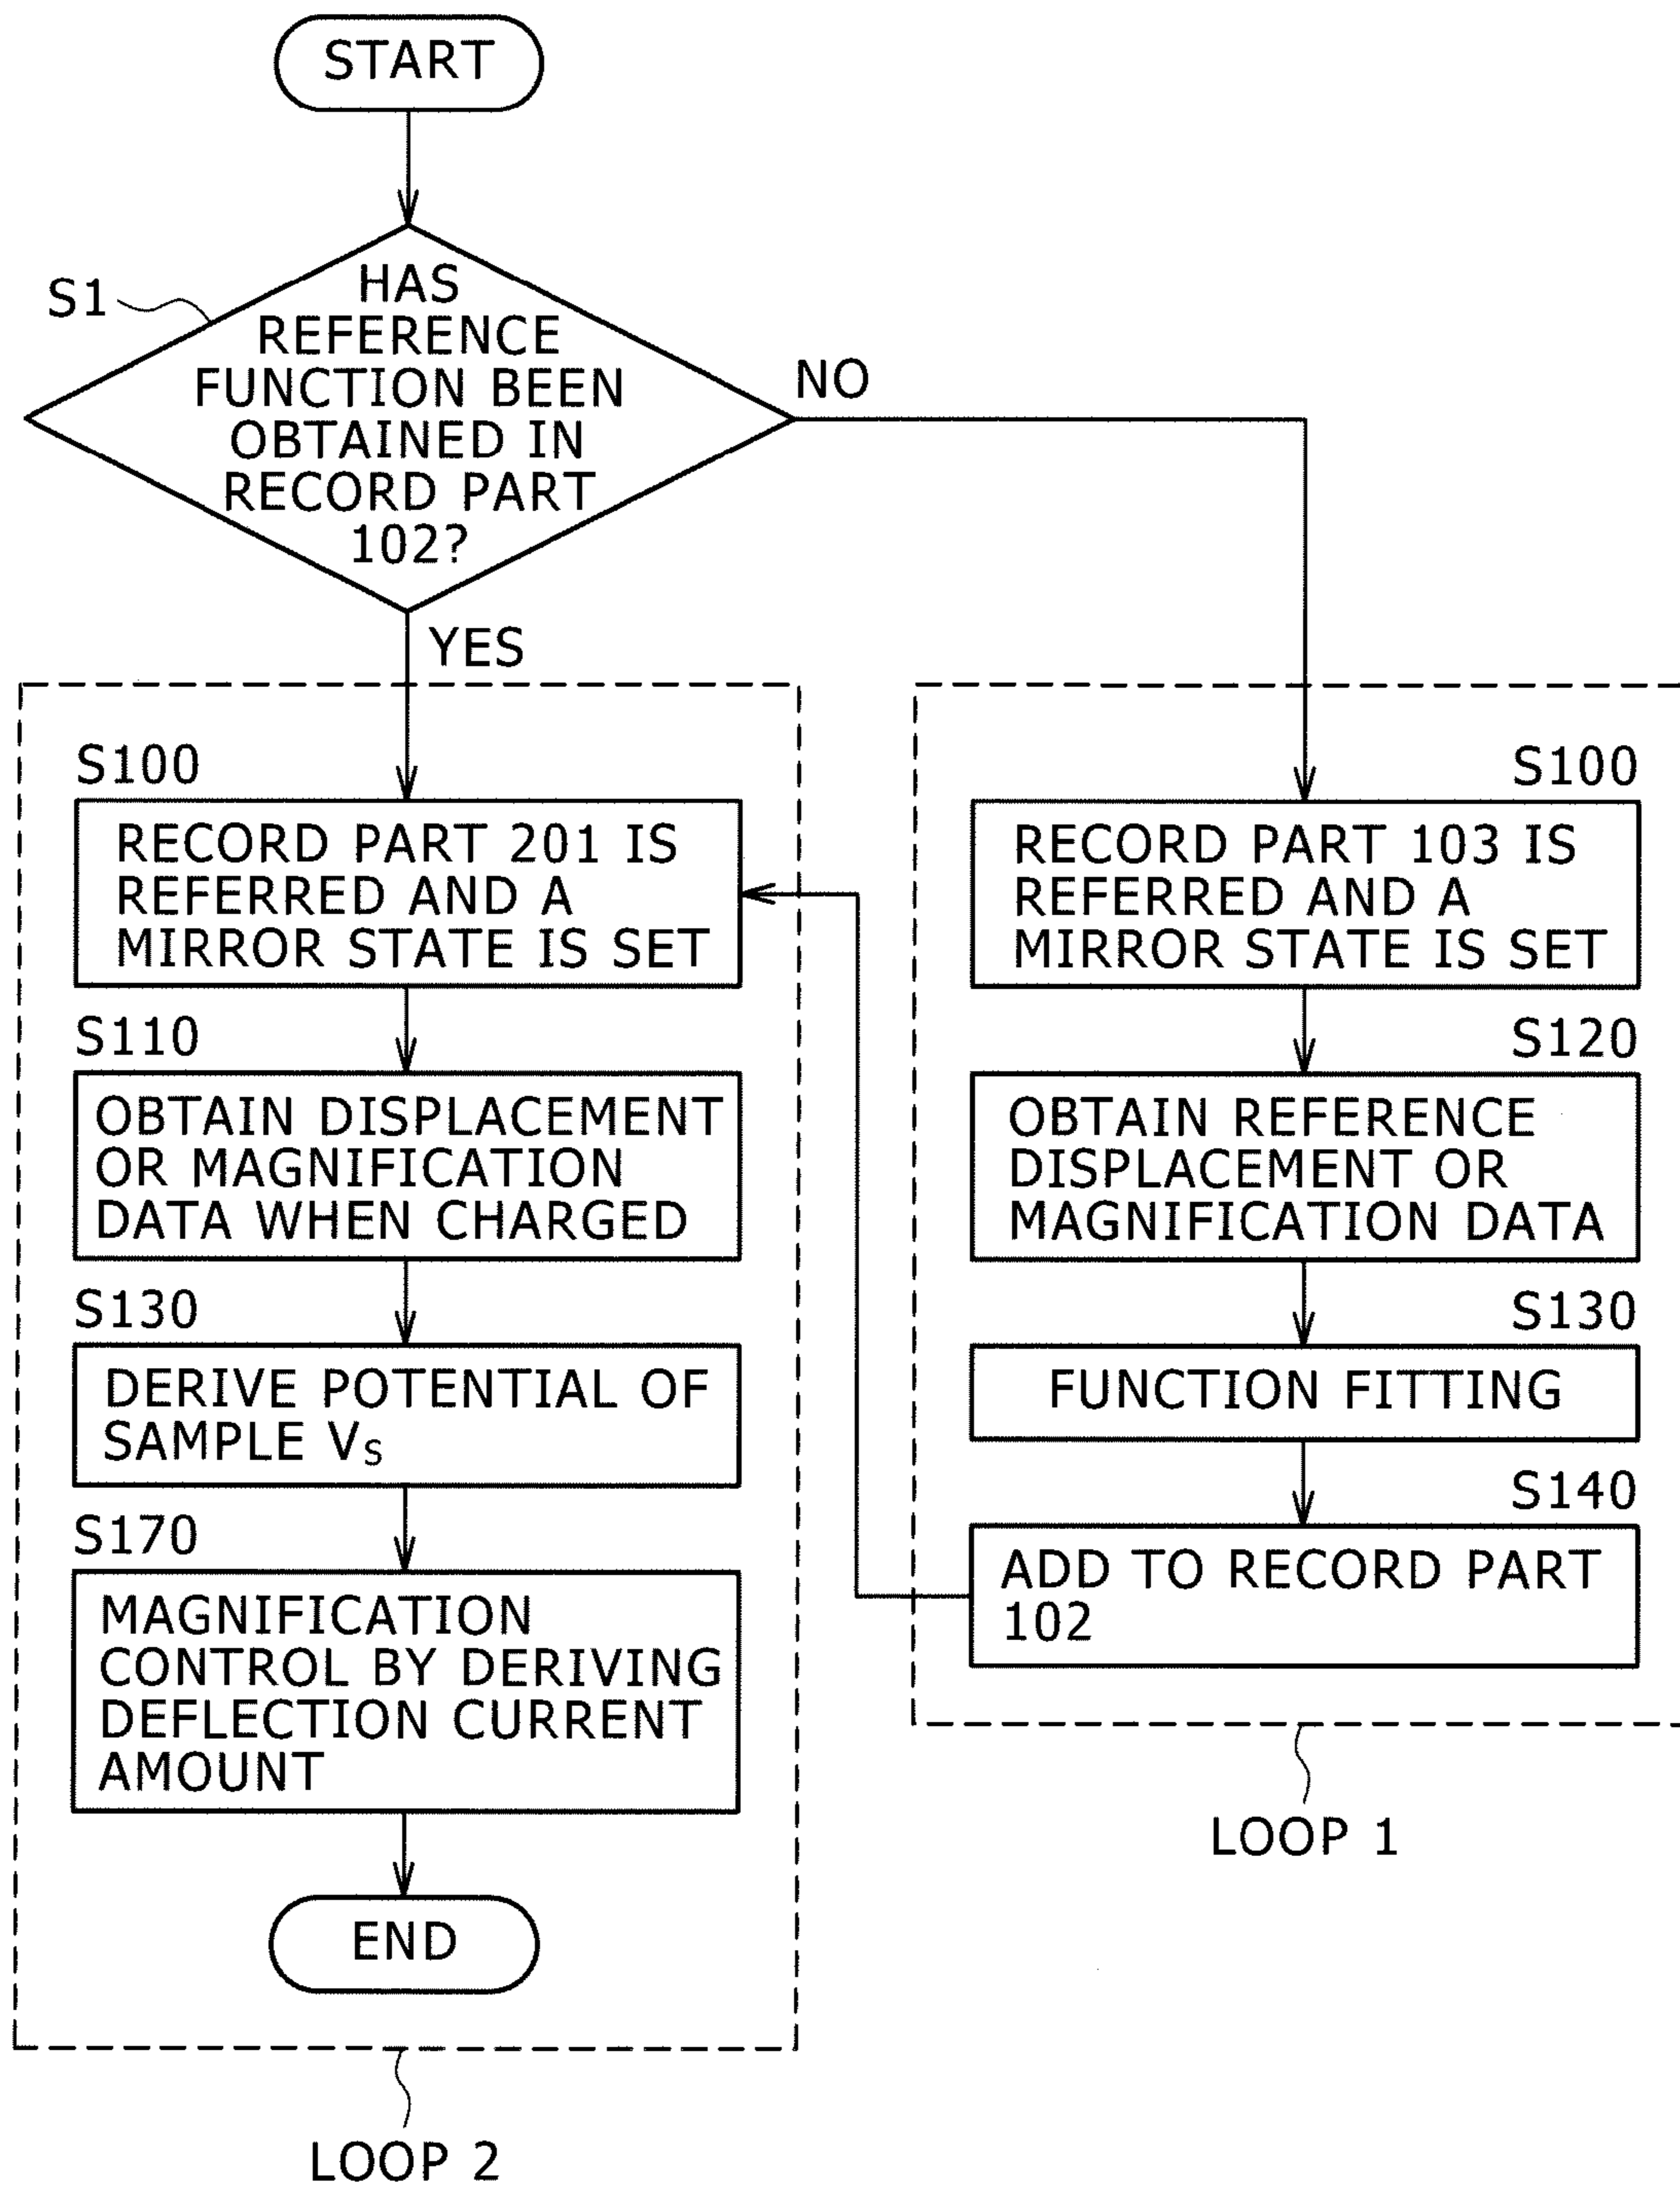 START
S1
HAS
REFERENCE
FUNCTION BEEN
OBTAINED IN
RECORD PART
102?
NO
YES
S100
RECORD PART 201 IS
REFERRED AND A
MIRROR STATE IS SET
S110
OBTAIN DISPLACEMENT
OR MAGNIFICATION
DATA WHEN CHARGED
S130
DERIVE POTENTIAL OF
SAMPLE VS
S170
MAGNIFICATION
CONTROL BY DERIVING
DEFLECTION CURRENT
AMOUNT
END
LOOP 2
S100
RECORD PART 103 IS
REFERRED AND A
MIRROR STATE IS SET
S120
OBTAIN REFERENCE
DISPLACEMENT OR
MAGNIFICATION DATA
S130
FUNCTION FITTING
S140
ADD TO RECORD PART
102
LOOP 1